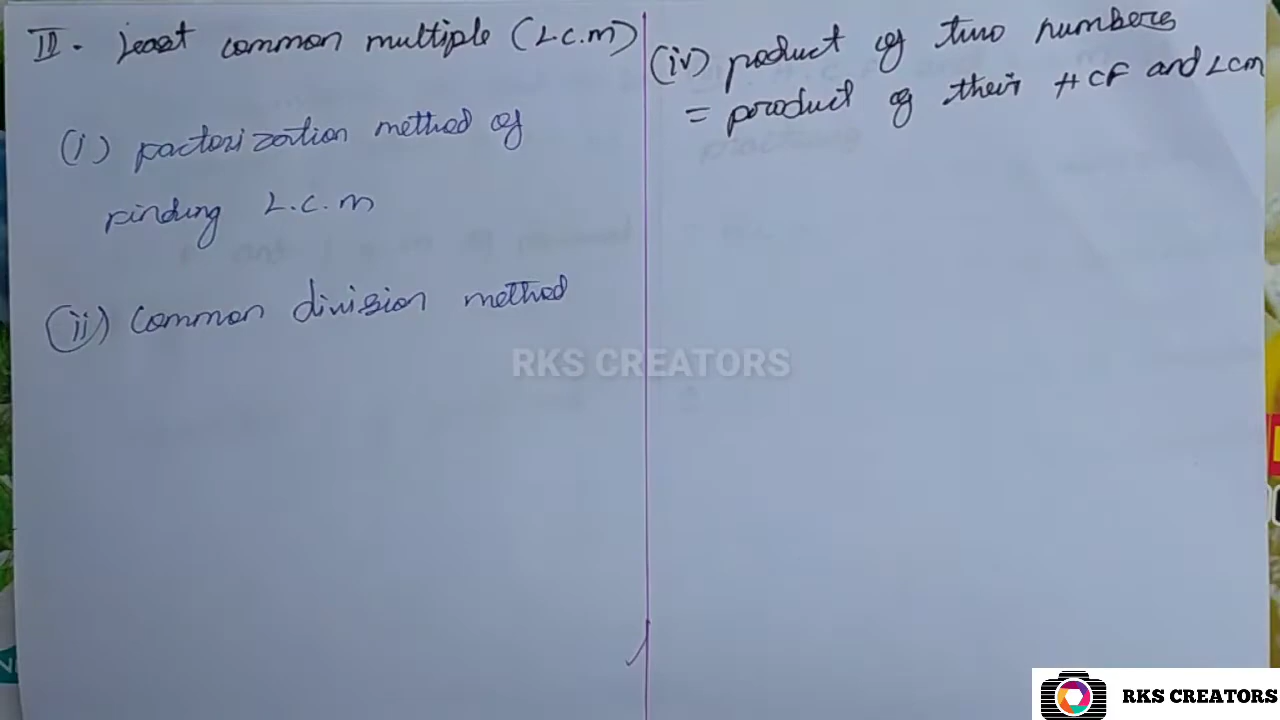 II. Least common multiple (L.C.M)
(i) Factorization method of
Finding L.C.M
(ii) Common division method
(iv) product of two numbers
= product of their HCF and LCM
RKS CREATORS
RKS CREATORS